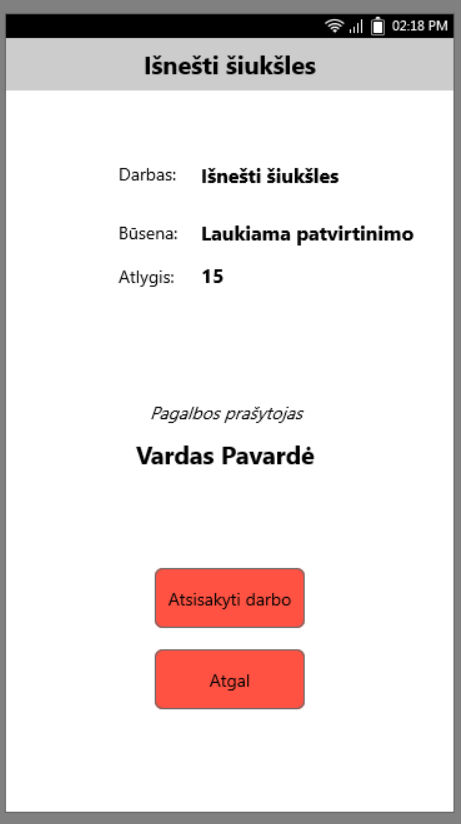 02:18 PM
Išnešti šiukšles
Darbas: Išnešti šiukšles
Būsena: Laukiama patvirtinimo
Atlygis: 15
Pagalbos prašytojas
Vardas Pavardė
Atsisakyti darbo
Atgal